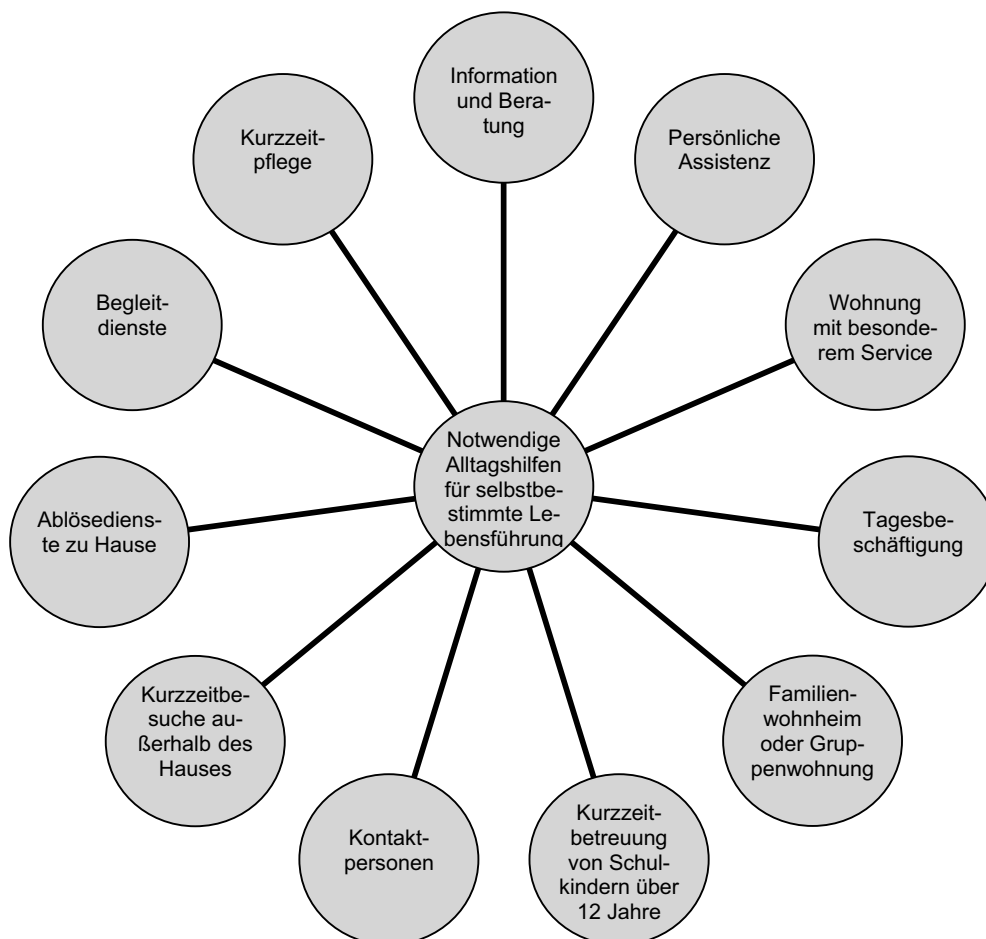 Information
und Bera-
tung
Persönliche
Assistenz
Wohnung
mit besonde-
rem Service
Tagesbe-
schäftigung
Familien-
wohnheim
oder Grup-
penwohnung
Kurzzeit-
betreuung
von Schul-
kindern über
12 Jahre
Kontakt-
personen
Kurzzeitbe-
suche au-
ßerhalb des
Hauses
Ablösediens-
te zu Hause
Begleit-
dienste
Kurzzeit-
pflege
Notwendige
Alltagshilfen
für selbstbe-
stimmte Le-
bensführung